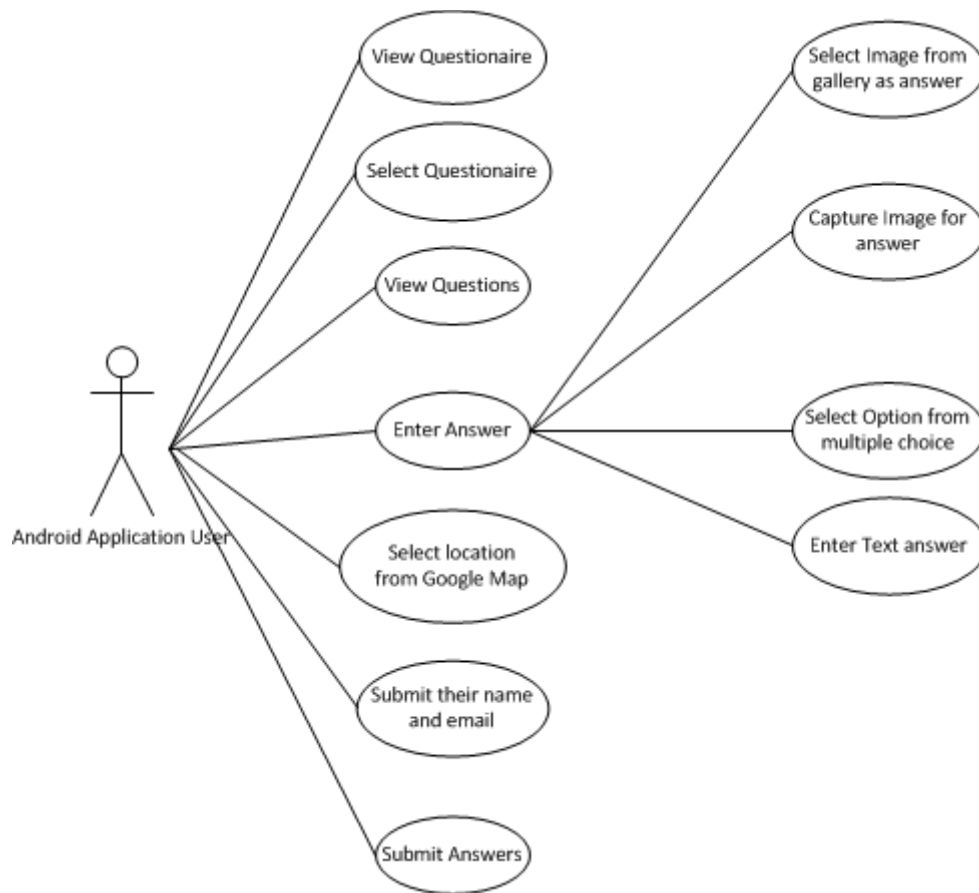 View Questionaire
Select Questionaire
View Questions
Enter Answer
Android Application User
Select location
from Google Map
Submit their name
and email
Submit Answers
Select Image from
gallery as answer
Capture Image for
answer
Select Option from
multiple choice
Enter Text answer